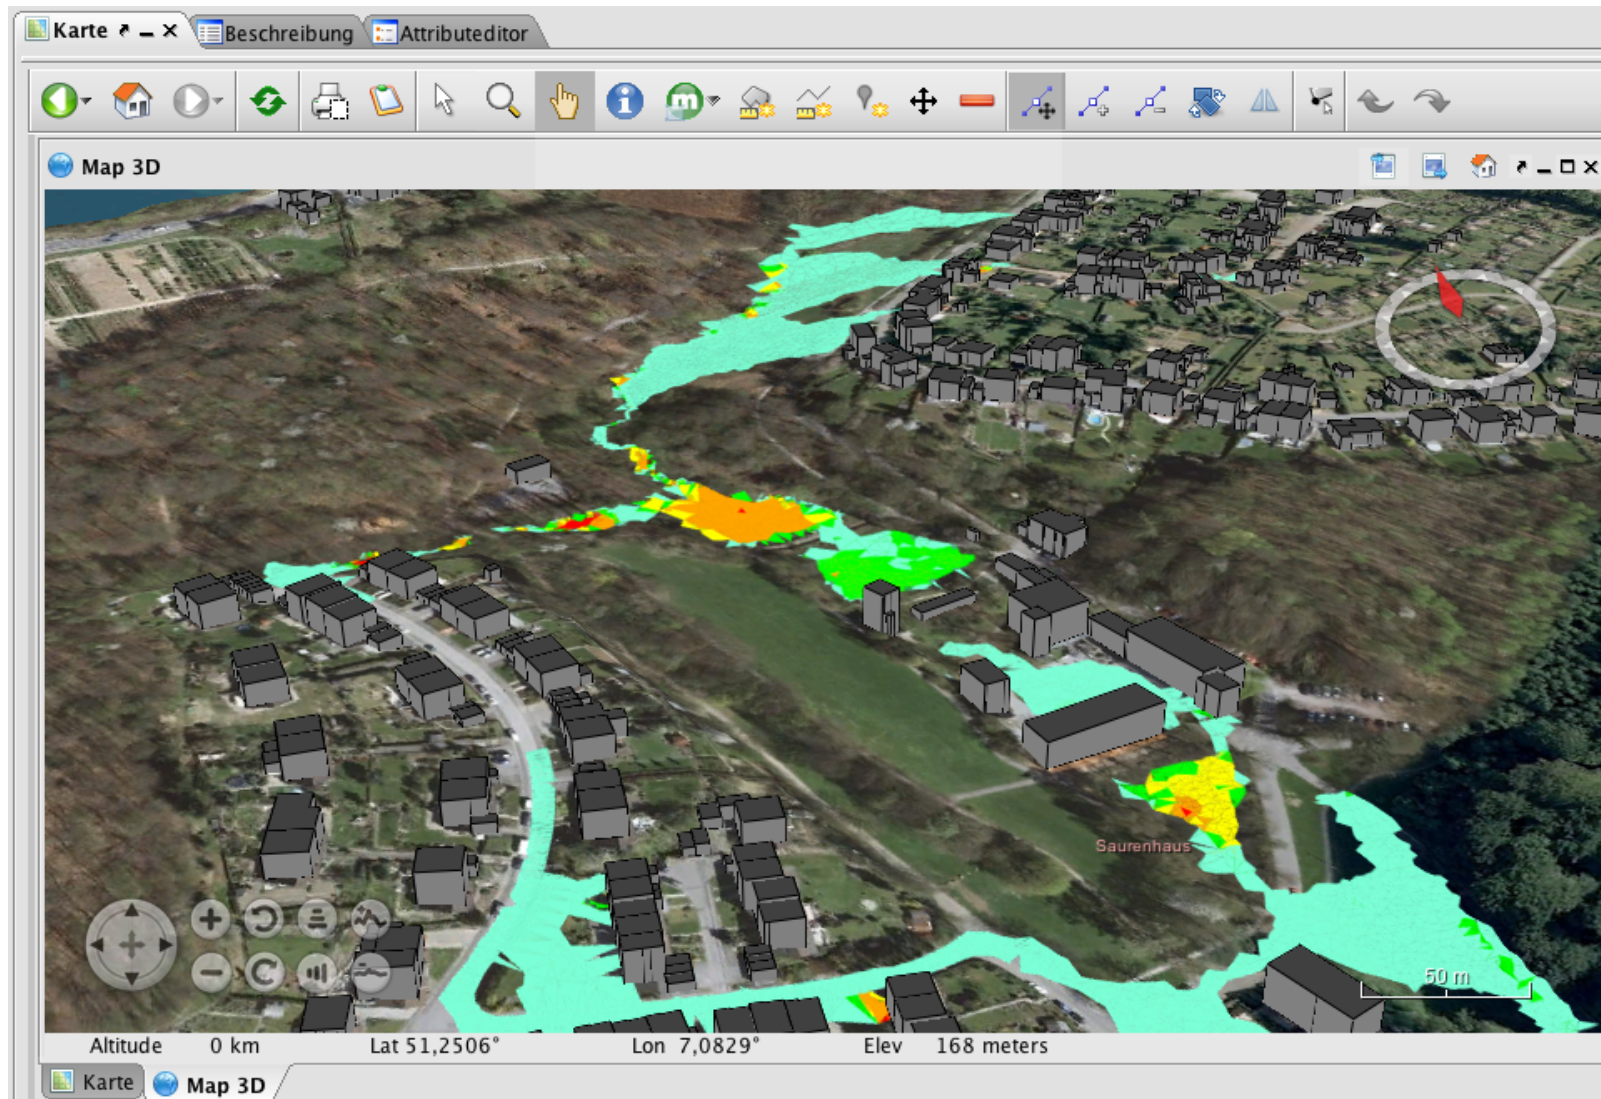 Karte
Beschreibung
Attributeditor
m
Map 3D
Saurenhaus
50 m
Altitude 0 km Lat 51,2506° Lon 7,0829° Elev 168 meters
Karte
Map 3D